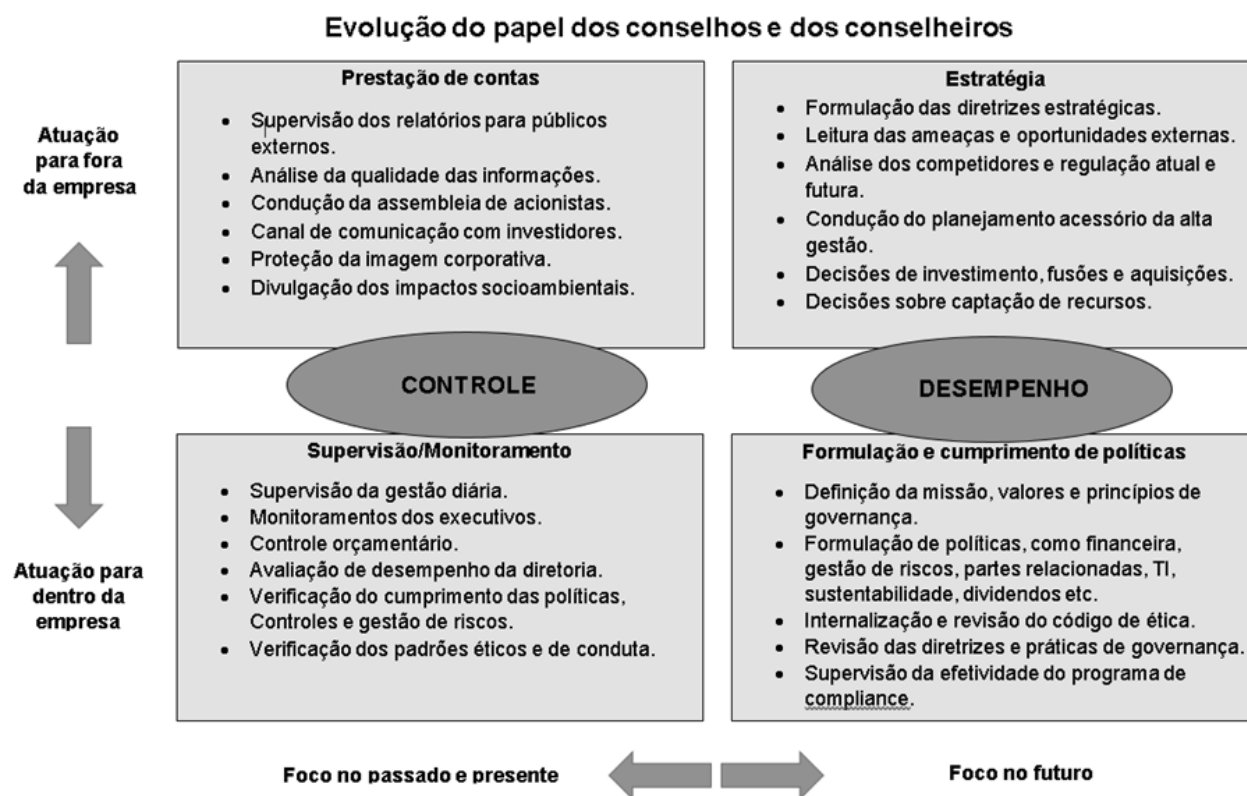 Evolução do papel dos conselhos e dos conselheiros
Atuação
para fora
da empresa
Prestação de contas
• Supervisão dos relatórios para públicos
externos.
• Análise da qualidade das informações.
• Condução da assembleia de acionistas.
• Canal de comunicação com investidores.
• Proteção da imagem corporativa.
• Divulgação dos impactos socioambientais.
Estratégia
• Formulação das diretrizes estratégicas.
• Leitura das ameaças e oportunidades externas.
• Análise dos competidores e regulação atual e
futura.
• Condução do planejamento acessório da alta
gestão.
• Decisões de investimento, fusões e aquisições.
• Decisões sobre captação de recursos.
CONTROLE
DESEMPENHO
Atuação para
dentro da
empresa
Supervisão/Monitoramento
• Supervisão da gestão diária.
• Monitoramentos dos executivos.
• Controle orçamentário.
• Avaliação de desempenho da diretoria.
• Verificação do cumprimento das políticas,
Controles e gestão de riscos.
• Verificação dos padrões éticos e de conduta.
Formulação e cumprimento de políticas
• Definição da missão, valores e princípios de
governança.
• Formulação de políticas, como financeira,
gestão de riscos, partes relacionadas, TI,
sustentabilidade, dividendos etc.
• Internalização e revisão do código de ética.
• Revisão das diretrizes e práticas de governança.
• Supervisão da efetividade do programa de
compliance.
Foco no passado e presente
Foco no futuro